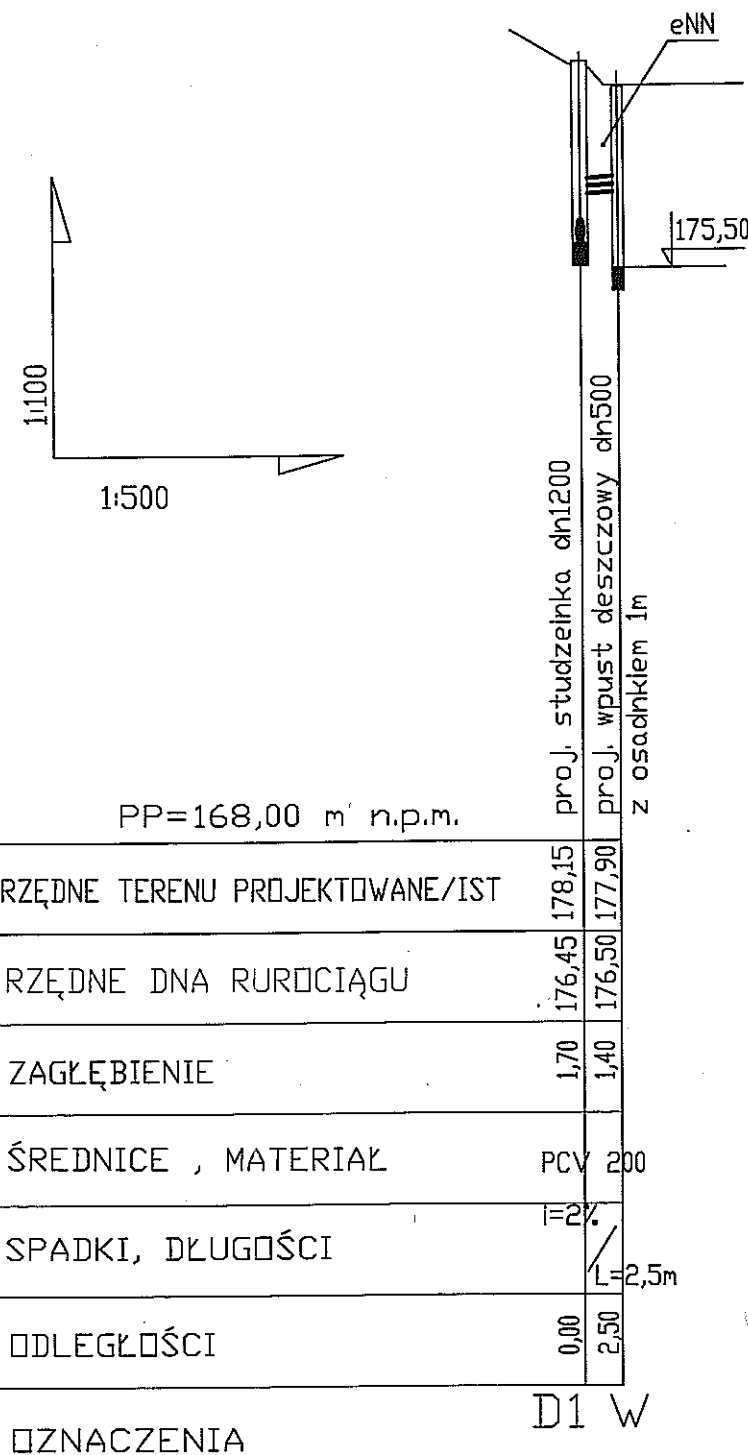 eNN
175,50
1:100
1:500
proj. studzeinka dn1200
proj. wpust deszczowy dn500
z osadnkiem 1m
PP=168,00 m n.p.m.
RZĘDNE TERENU PROJEKTOWANE/IST
178,15
177,90
RZĘDNE DNA RUROCIĄGU
176,45
176,50
ZAGŁĘBIENIE
1,70
1,40
ŚREDNICE , MATERIAŁ
PCV 200
SPADKI, DŁUGOŚCI
i=2%
L=2,5m
ODLEGŁOŚCI
0,00
2,50
OZNACZENIA
D1 W